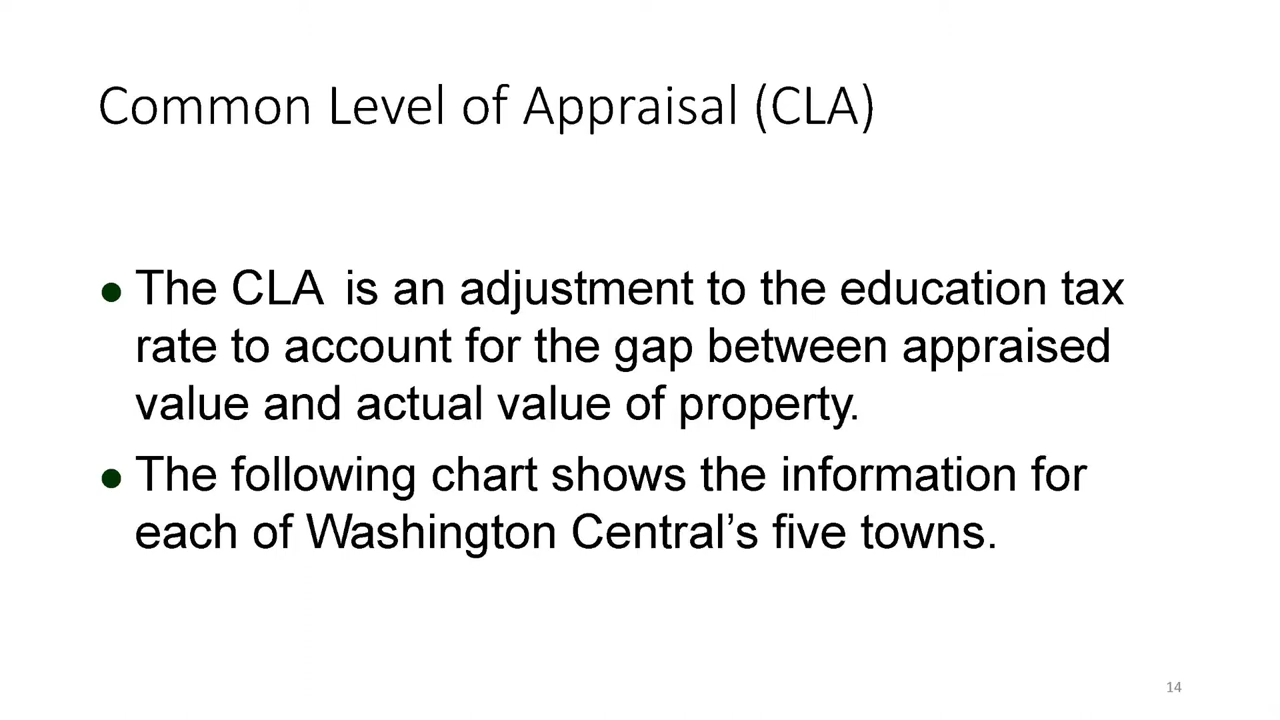 Common Level of Appraisal (CLA)
● The CLA is an adjustment to the education tax
rate to account for the gap between appraised
value and actual value of property.
● The following chart shows the information for
each of Washington Central’s five towns.
14